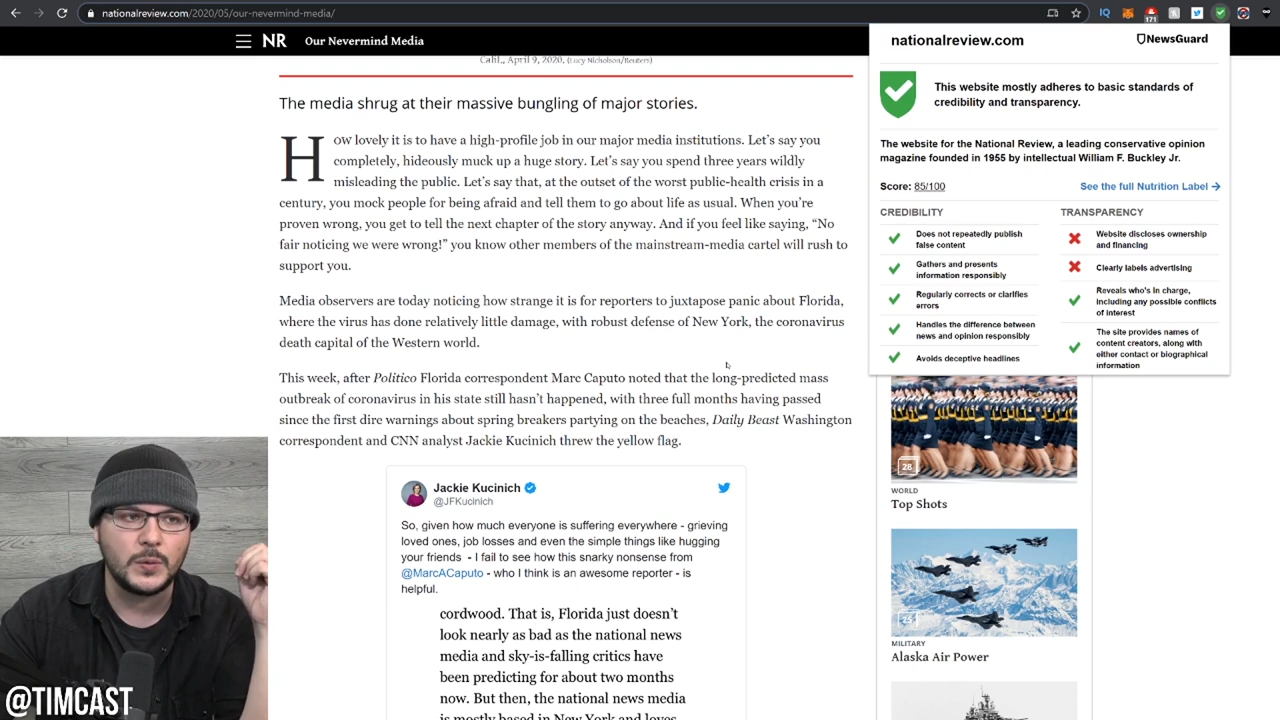 nationalreview.com/2020/05/our-nevermind-media/
171
NR
Our Nevermind Media
Calif., April 9, 2020. (Lucy Nicholson/Reuters)
The media shrug at their massive bungling of major stories.
How lovely it is to have a high-profile job in our major media institutions. Let's say you
completely, hideously muck up a huge story. Let's say you spend three years wildly
misleading the public. Let's say that, at the outset of the worst public-health crisis in a
century, you mock people for being afraid and tell them to go about life as usual. When you're
proven wrong, you get to tell the next chapter of the story anyway. And if you feel like saying, “No
fair noticing we were wrong!” you know other members of the mainstream-media cartel will rush to
support you.
Media observers are today noticing how strange it is for reporters to juxtapose panic about Florida,
where the virus has done relatively little damage, with robust defense of New York, the coronavirus
death capital of the Western world.
This week, after Politico Florida correspondent Marc Caputo noted that the long-predicted mass
outbreak of coronavirus in his state still hasn't happened, with three full months having passed
since the first dire warnings about spring breakers partying on the beaches, Daily Beast Washington
correspondent and CNN analyst Jackie Kucinich threw the yellow flag.
Jackie Kucinich
@JFKucinich
So, given how much everyone is suffering everywhere - grieving
loved ones, job losses and even the simple things like hugging
your friends - I fail to see how this snarky nonsense from
@MarcACaputo - who I think is an awesome reporter - is
helpful.
cordwood. That is, Florida just doesn't
look nearly as bad as the national news
media and sky-is-falling critics have
been predicting for about two months
now. But then, the national news media
is mostly based in New York and loves
nationalreview.com
NewsGuard
This website mostly adheres to basic standards of
credibility and transparency.
The website for the National Review, a leading conservative opinion
magazine founded in 1955 by intellectual William F. Buckley Jr.
Score: 85/100
See the full Nutrition Label →
CREDIBILITY
Does not repeatedly publish
false content
Gathers and presents
information responsibly
Regularly corrects or clarifies
errors
Handles the difference between
news and opinion responsibly
Avoids deceptive headlines
TRANSPARENCY
Website discloses ownership
and financing
Clearly labels advertising
Reveals who's in charge,
including any possible conflicts
of interest
The site provides names of
content creators, along with
either contact or biographical
information
28
WORLD
Top Shots
25
MILITARY
Alaska Air Power
@TIMCAST